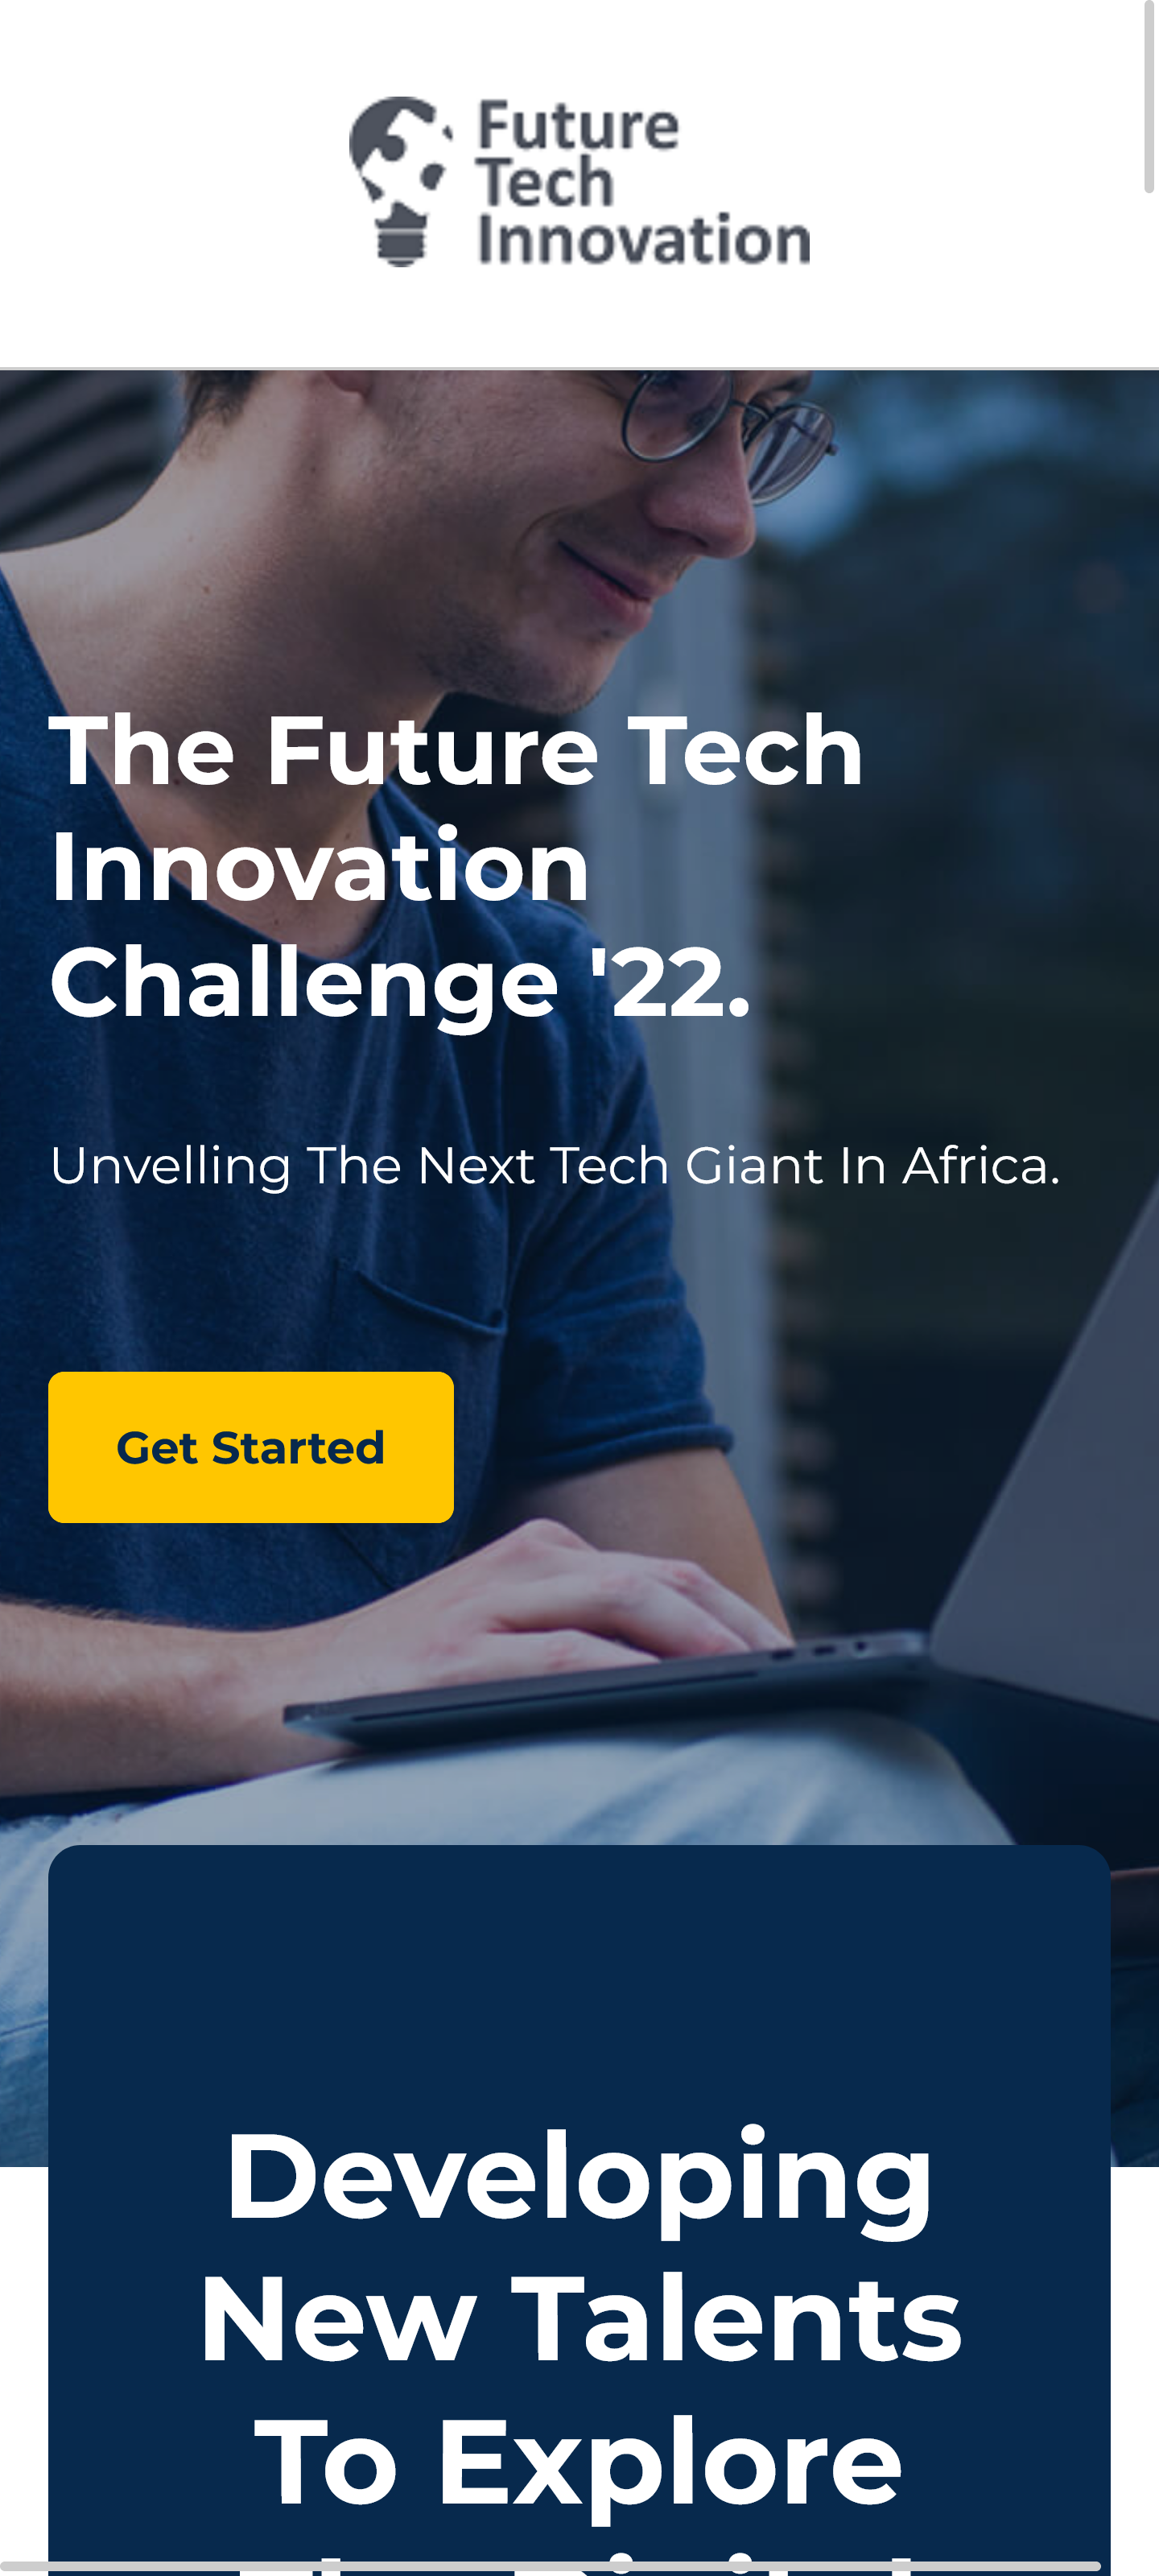 Future
Tech
Innovation
The Future Tech
Innovation
Challenge '22.
Unvelling The Next Tech Giant In Africa.
Get Started
Developing
New Talents
To Explore